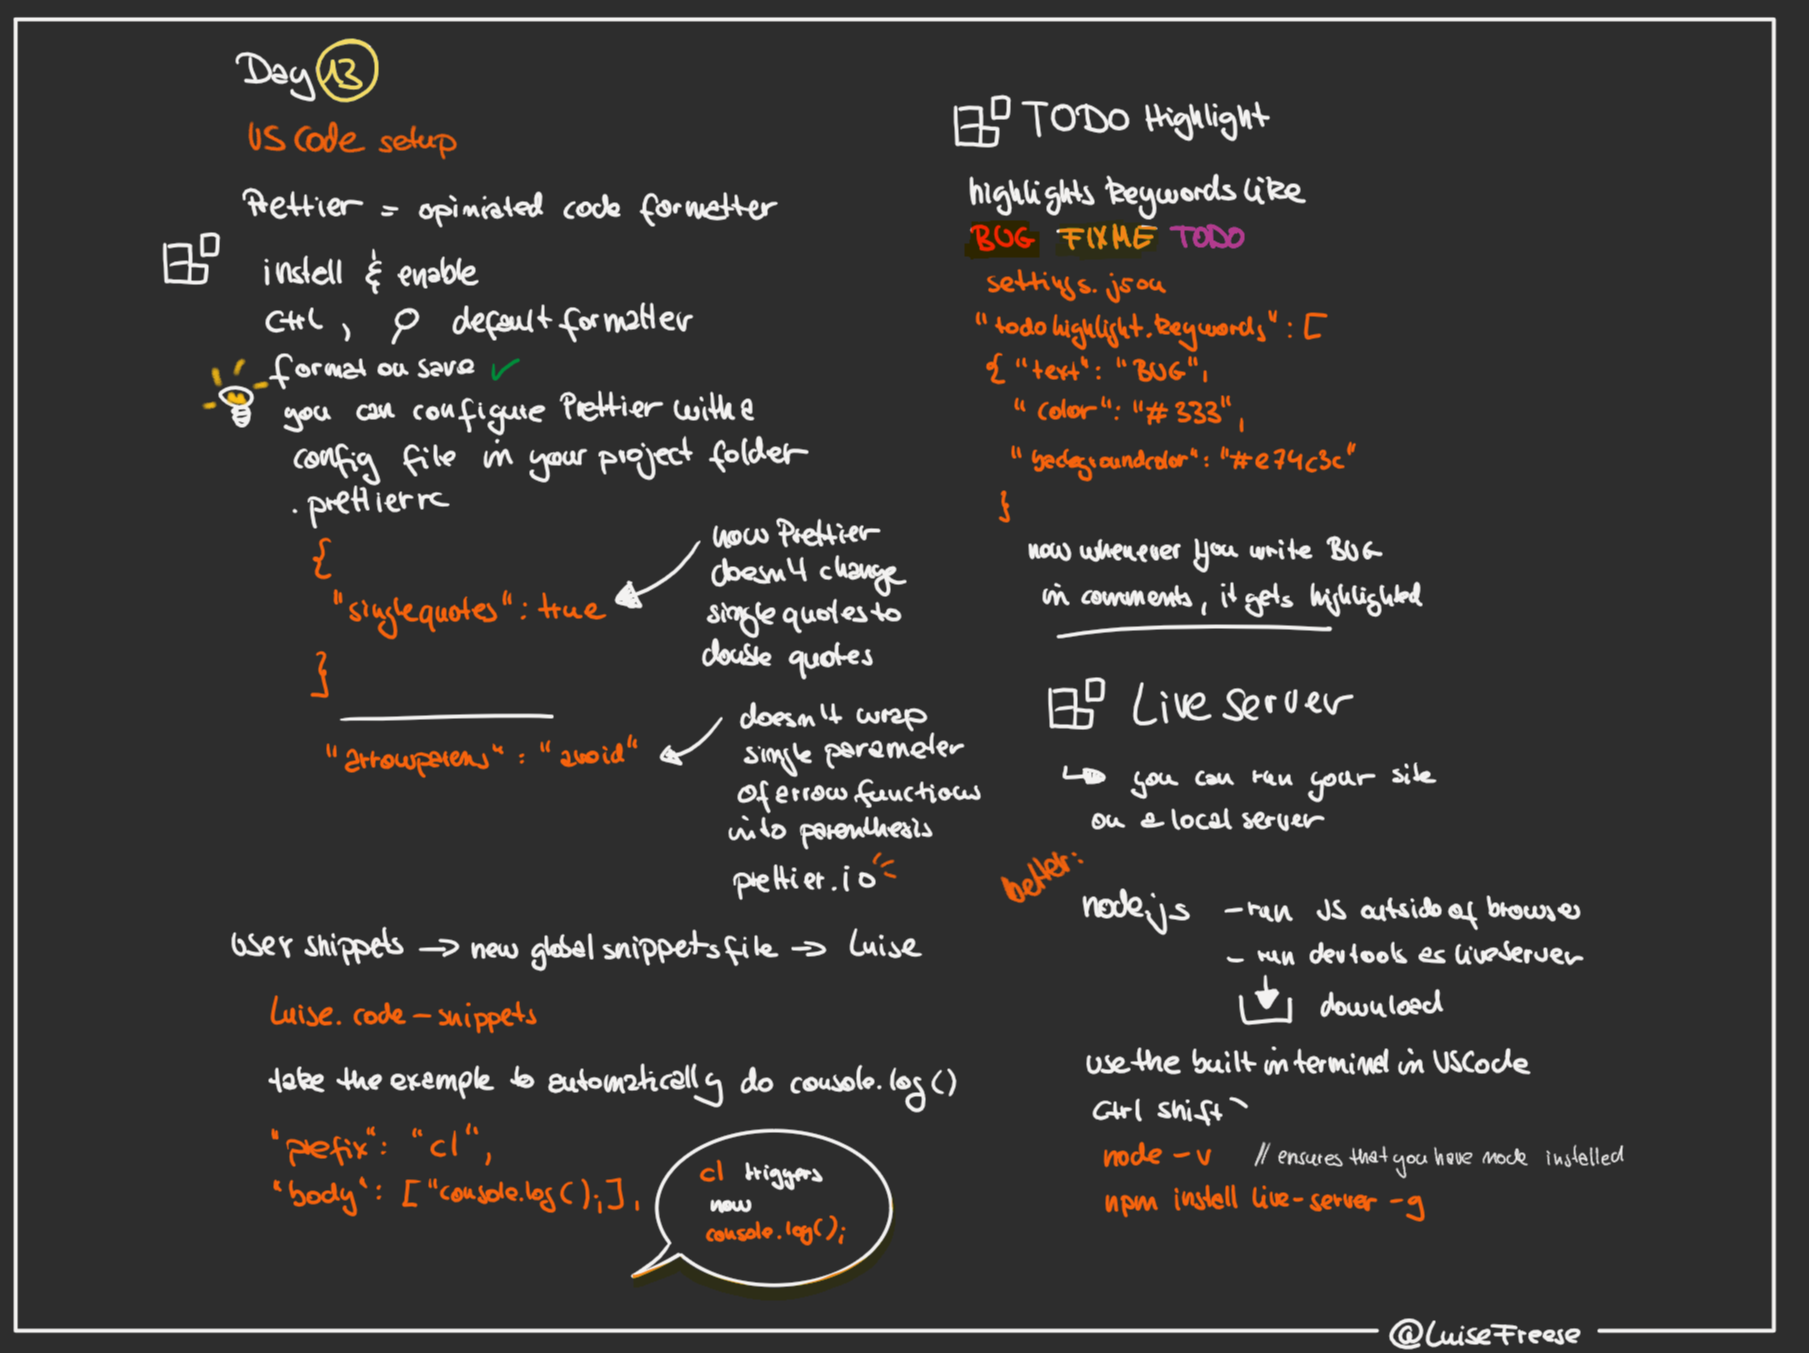 Day 13
VS Code setup
Prettier = opiniated code formatter
install & enable
Ctrl, default formatter
format on save ✓
you can configure Prettier with a
config file in your project folder
.prettierrc
{
"singlequotes": true
}
now Prettier
doesn't change
single quotes to
double quotes
"arrowparens": "avoid"
doesn't wrap
single parameter
of arrow functions
into parenthesis
prettier.io
user snippets → new global snippets file → Luise
Luise.code-snippets
take the example to automatically do console.log()
"prefix": "cl",
"body": ["console.log();],
cl triggers
now
console.log();
TODO Highlight
highlights keywords like
BUG FIXME TODO
settings.json
"todohighlight.keywords": [
{ "text": "BUG",
"color": "#333",
"backgroundcolor": "#e74c3c"
}
now whenever you write BUG
in comments, it gets highlighted
Live Server
↳ you can run your site
on a local server
better:
node.js - run JS outside of browser
- run devtools as liveserver
download
use the built in terminal in VSCode
Ctrl shift `
node -v // ensures that you have node installed
npm install live-server -g
@LuiseFreese